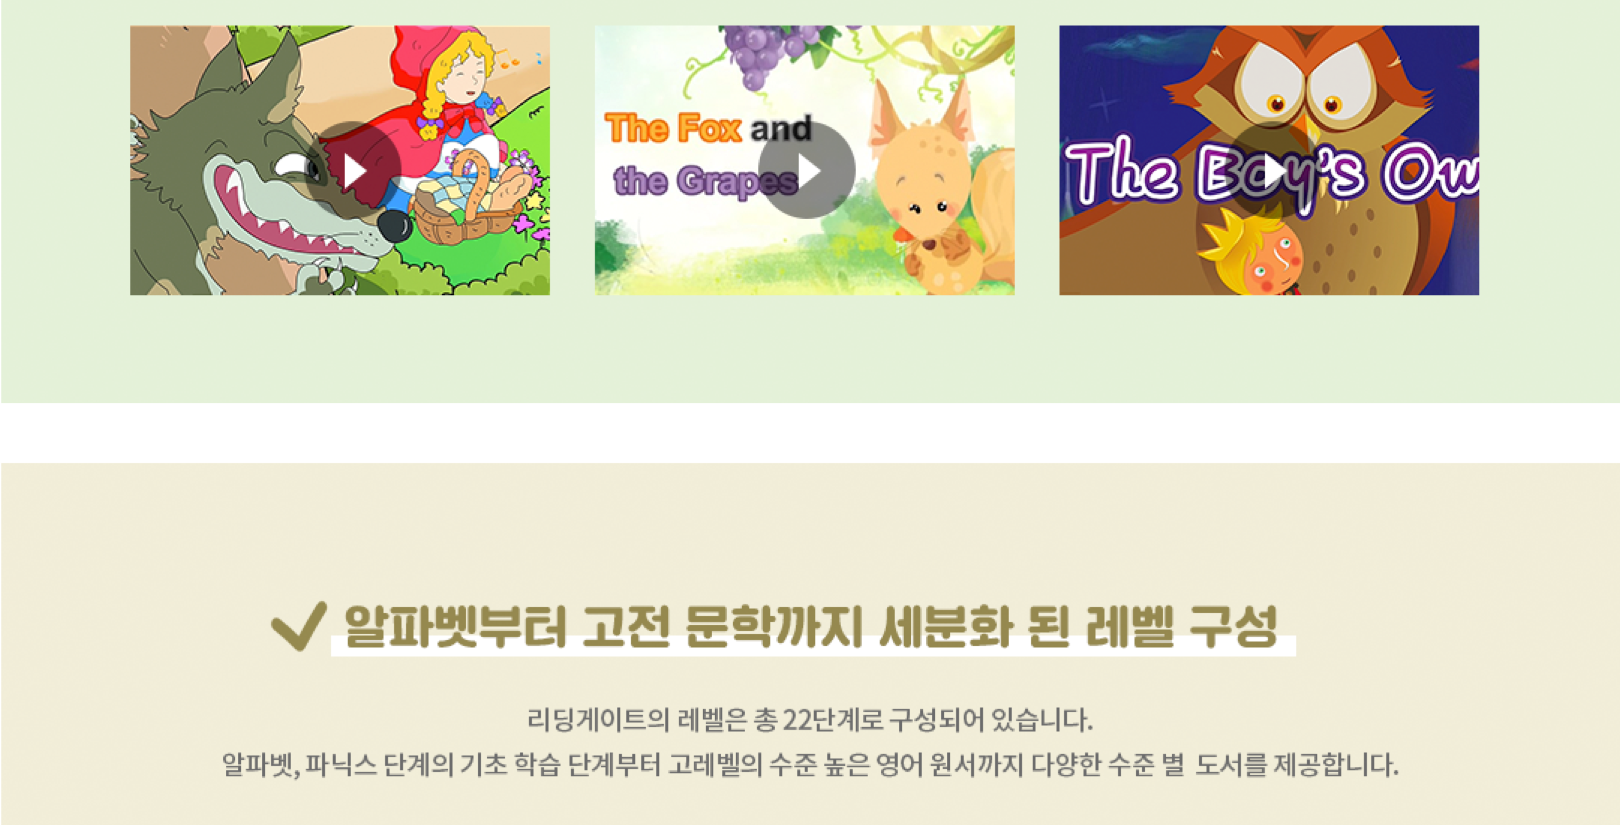 The Fox and
the Grapes
The Boy's Ow
알파벳부터 고전 문학까지 세분화 된 레벨 구성
리딩게이트의 레벨은 총 22단계로 구성되어 있습니다.
알파벳, 파닉스 단계의 기초 학습 단계부터 고레벨의 수준 높은 영어 원서까지 다양한 수준 별 도서를 제공합니다.